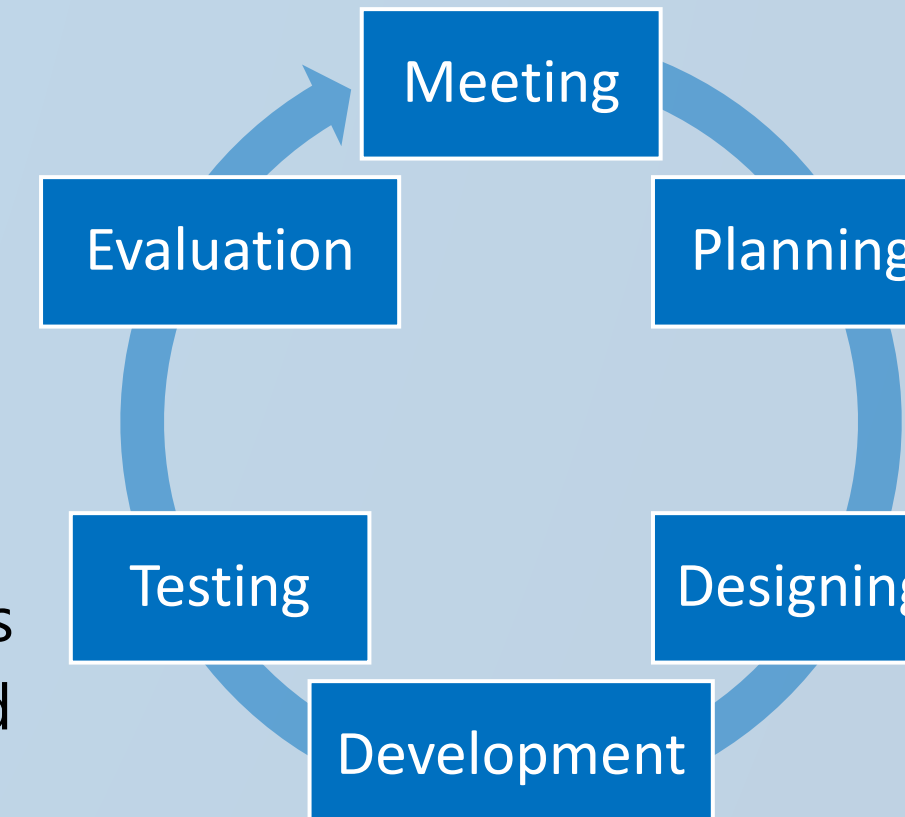 Meeting
Evaluation
Planning
Testing
Designing
s
d
Development